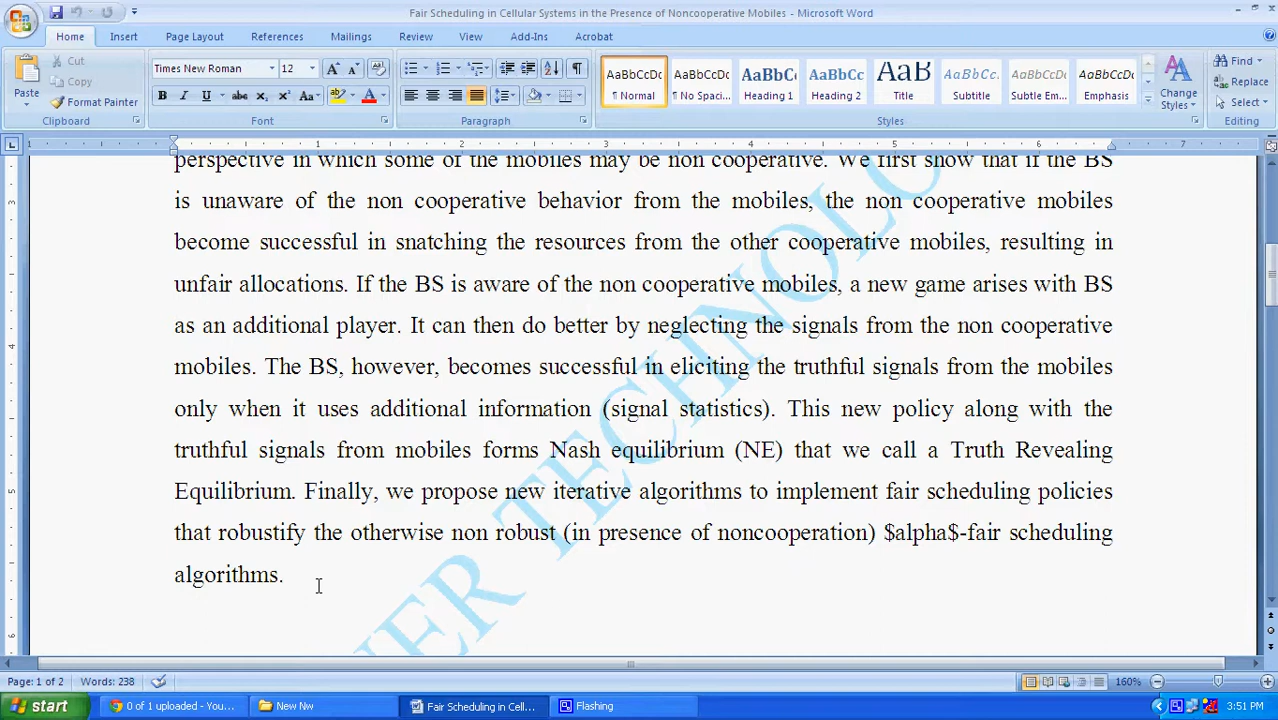 Fair Scheduling in Cellular Systems in the Presence of Noncooperative Mobiles - Microsoft Word
Home Insert Page Layout References Mailings Review View Add-Ins Acrobat
Paste
Cut
Copy
Format Painter
Clipboard
Times New Roman 12
Font
Paragraph
AaBbCcDc AaBbCcDc AaBbC AaBbCc AaB AaBbCc. AaBbCcDc AaBbCcDc
¶ Normal ¶ No Spaci... Heading 1 Heading 2 Title Subtitle Subtle Em... Emphasis
Change Styles
Styles
Find
Replace
Select
Editing
1 1 2 3 4 5 6 7
perspective in which some of the mobiles may be non cooperative. We first show that if the BS
is unaware of the non cooperative behavior from the mobiles, the non cooperative mobiles
become successful in snatching the resources from the other cooperative mobiles, resulting in
unfair allocations. If the BS is aware of the non cooperative mobiles, a new game arises with BS
as an additional player. It can then do better by neglecting the signals from the non cooperative
mobiles. The BS, however, becomes successful in eliciting the truthful signals from the mobiles
only when it uses additional information (signal statistics). This new policy along with the
truthful signals from mobiles forms Nash equilibrium (NE) that we call a Truth Revealing
Equilibrium. Finally, we propose new iterative algorithms to implement fair scheduling policies
that robustify the otherwise non robust (in presence of noncooperation) $alpha$-fair scheduling
algorithms.
ER TECHNOLO
Page: 1 of 2 Words: 238 160%
start 0 of 1 uploaded - You... New Nw Fair Scheduling in Cell... Flashing 3:51 PM